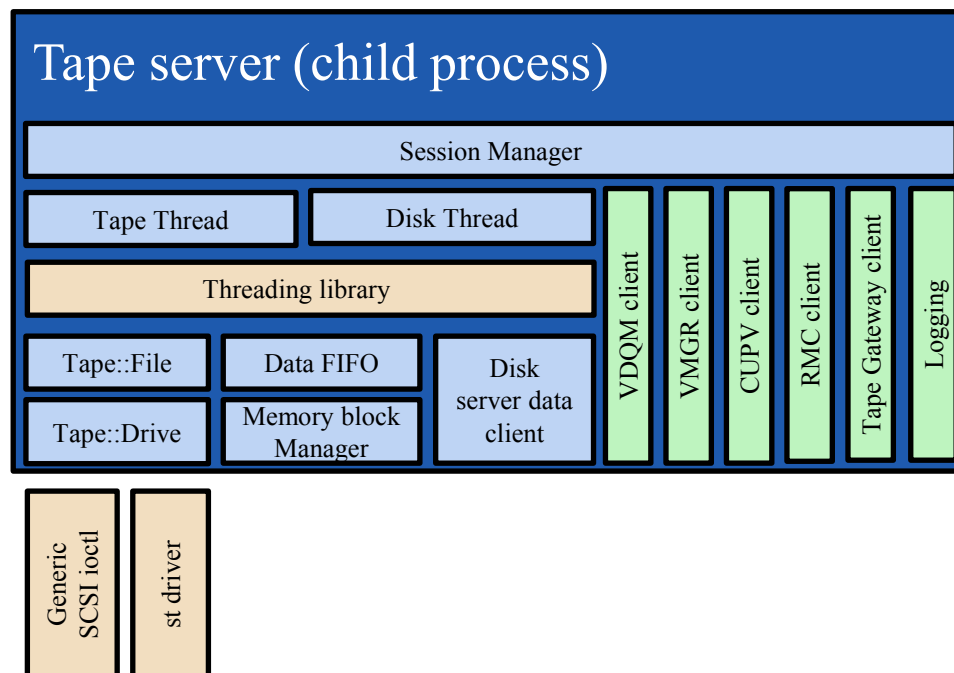 Tape server (child process)
Session Manager
Tape Thread
Disk Thread
Threading library
Tape::File
Data FIFO
Disk
server data
client
Tape::Drive
Memory block
Manager
VDQM client
VMGR client
CUPV client
RMC client
Tape Gateway client
Logging
Generic
SCSI ioctl
st driver